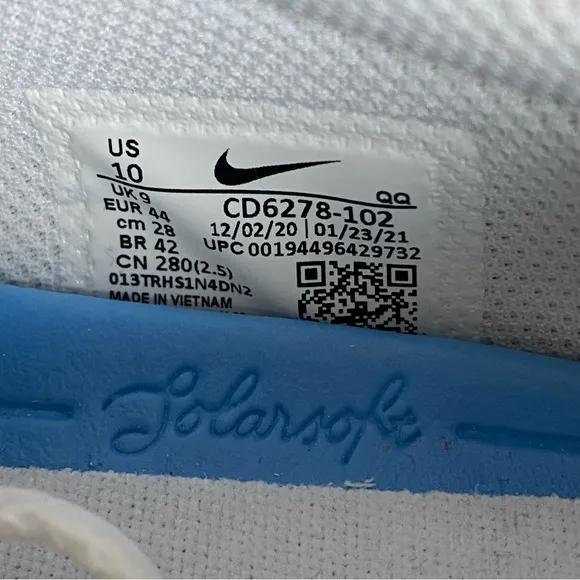 US
10
UK 9
EUR 44
cm 28
BR 42
CN 280(2.5)
013TRHS1N4DN2
MADE IN VIETNAM
QQ
CD6278-102
12/02/20 | 01/23/21
UPC 00194496429732
Solarsoft